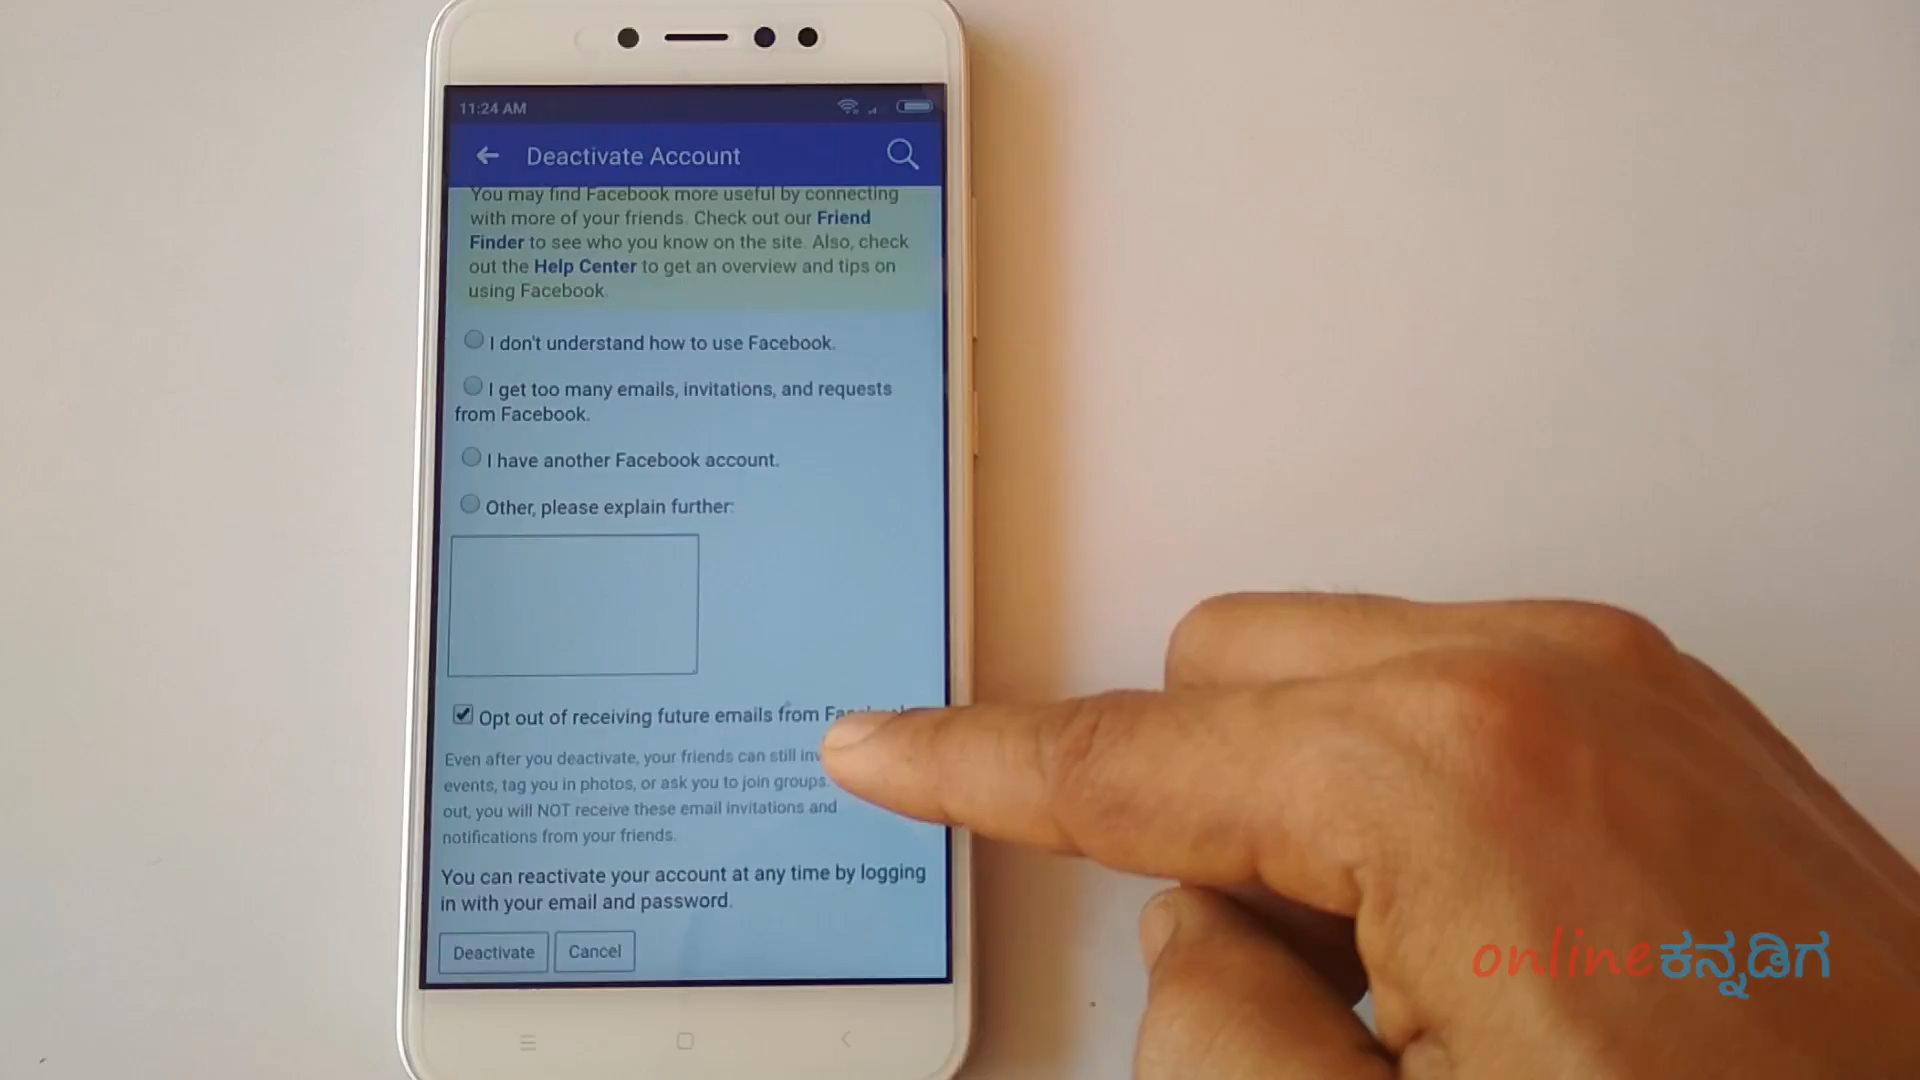 11:24 AM
Deactivate Account
You may find Facebook more useful by connecting
with more of your friends. Check out our Friend
Finder to see who you know on the site. Also, check
out the Help Center to get an overview and tips on
using Facebook.
I don't understand how to use Facebook.
I get too many emails, invitations, and requests
from Facebook.
I have another Facebook account.
Other, please explain further:
Opt out of receiving future emails from
Even after you deactivate, your friends can still
events, tag you in photos, or ask you to join groups.
out, you will NOT receive these email invitations and
notifications from your friends.
You can reactivate your account at any time by logging
in with your email and password.
Deactivate Cancel
onlineಕನ್ನಡಿಗ